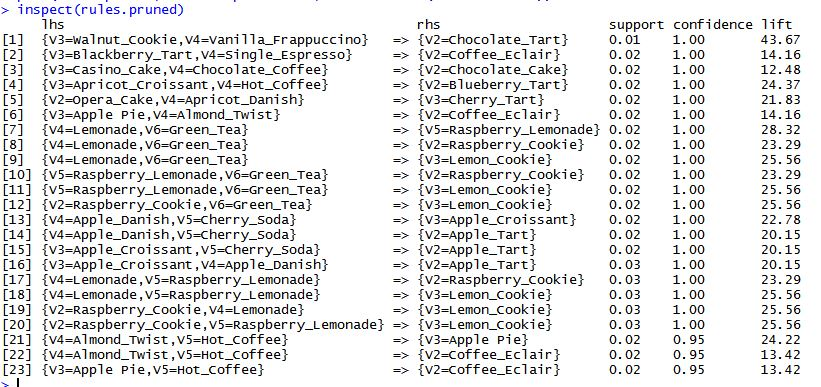 > inspect(rules.pruned)
lhs rhs support confidence lift
[1] {V3=Walnut_Cookie,V4=Vanilla_Frappuccino} => {V2=Chocolate_Tart} 0.01 1.00 43.67
[2] {V3=Blackberry_Tart,V4=Single_Espresso} => {V2=Coffee_Eclair} 0.02 1.00 14.16
[3] {V3=Casino_Cake,V4=Chocolate_Coffee} => {V2=Chocolate_Cake} 0.02 1.00 12.48
[4] {V3=Apricot_Croissant,V4=Hot_Coffee} => {V2=Blueberry_Tart} 0.02 1.00 24.37
[5] {V2=Opera_Cake,V4=Apricot_Danish} => {V3=Cherry_Tart} 0.02 1.00 21.83
[6] {V3=Apple Pie,V4=Almond_Twist} => {V2=Coffee_Eclair} 0.02 1.00 14.16
[7] {V4=Lemonade,V6=Green_Tea} => {V5=Raspberry_Lemonade} 0.02 1.00 28.32
[8] {V4=Lemonade,V6=Green_Tea} => {V2=Raspberry_Cookie} 0.02 1.00 23.29
[9] {V4=Lemonade,V6=Green_Tea} => {V3=Lemon_Cookie} 0.02 1.00 25.56
[10] {V5=Raspberry_Lemonade,V6=Green_Tea} => {V2=Raspberry_Cookie} 0.02 1.00 23.29
[11] {V5=Raspberry_Lemonade,V6=Green_Tea} => {V3=Lemon_Cookie} 0.02 1.00 25.56
[12] {V2=Raspberry_Cookie,V6=Green_Tea} => {V3=Lemon_Cookie} 0.02 1.00 25.56
[13] {V4=Apple_Danish,V5=Cherry_Soda} => {V3=Apple_Croissant} 0.02 1.00 22.78
[14] {V4=Apple_Danish,V5=Cherry_Soda} => {V2=Apple_Tart} 0.02 1.00 20.15
[15] {V3=Apple_Croissant,V5=Cherry_Soda} => {V2=Apple_Tart} 0.02 1.00 20.15
[16] {V3=Apple_Croissant,V4=Apple_Danish} => {V2=Apple_Tart} 0.03 1.00 20.15
[17] {V4=Lemonade,V5=Raspberry_Lemonade} => {V2=Raspberry_Cookie} 0.03 1.00 23.29
[18] {V4=Lemonade,V5=Raspberry_Lemonade} => {V3=Lemon_Cookie} 0.03 1.00 25.56
[19] {V2=Raspberry_Cookie,V4=Lemonade} => {V3=Lemon_Cookie} 0.03 1.00 25.56
[20] {V2=Raspberry_Cookie,V5=Raspberry_Lemonade} => {V3=Lemon_Cookie} 0.03 1.00 25.56
[21] {V4=Almond_Twist,V5=Hot_Coffee} => {V3=Apple Pie} 0.02 0.95 24.22
[22] {V4=Almond_Twist,V5=Hot_Coffee} => {V2=Coffee_Eclair} 0.02 0.95 13.42
[23] {V3=Apple Pie,V5=Hot_Coffee} => {V2=Coffee_Eclair} 0.02 0.95 13.42
>